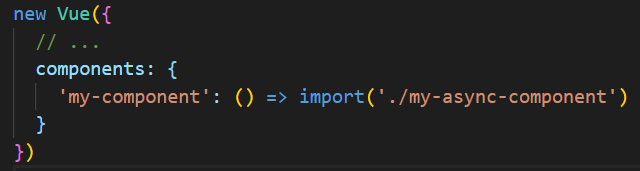 new Vue({
  // ...
  components: {
    'my-component': () => import('./my-async-component')
  }
})